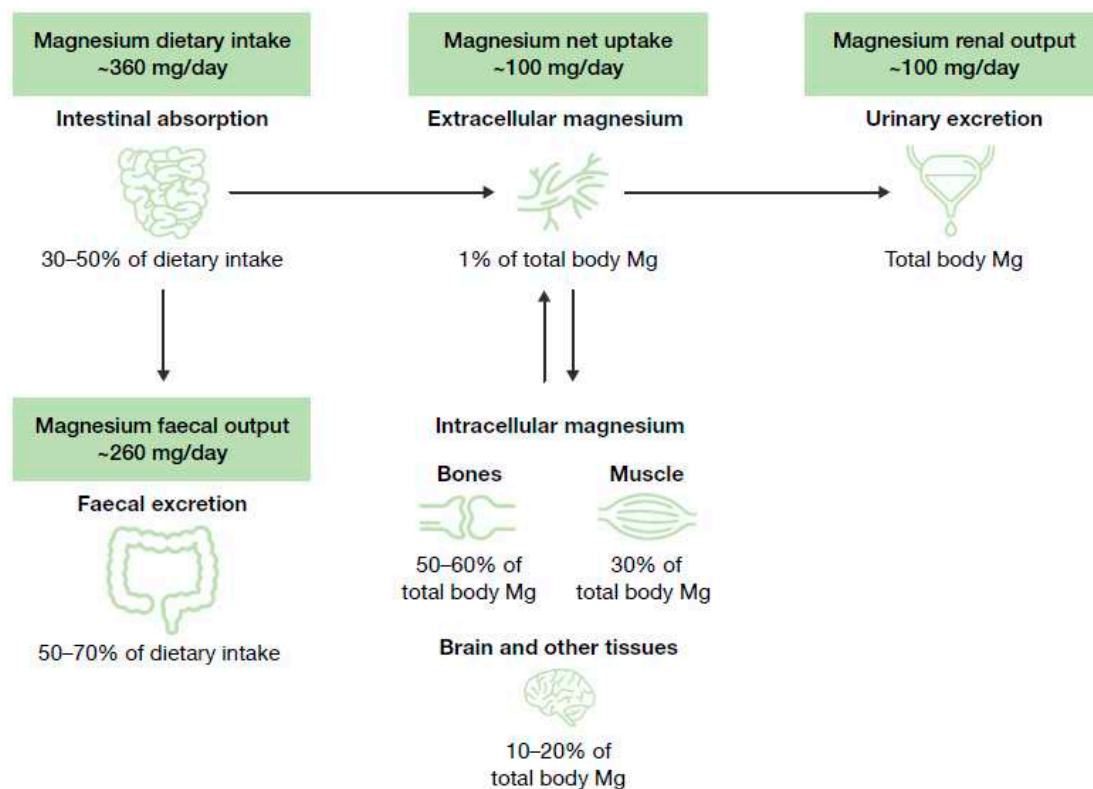 Magnesium dietary intake
~360 mg/day
Intestinal absorption
30–50% of dietary intake
Magnesium net uptake
~100 mg/day
Extracellular magnesium
1% of total body Mg
Magnesium renal output
~100 mg/day
Urinary excretion
Total body Mg
Magnesium faecal output
~260 mg/day
Faecal excretion
50–70% of dietary intake
Intracellular magnesium
Bones
50–60% of
total body Mg
Muscle
30% of
total body Mg
Brain and other tissues
10–20% of
total body Mg